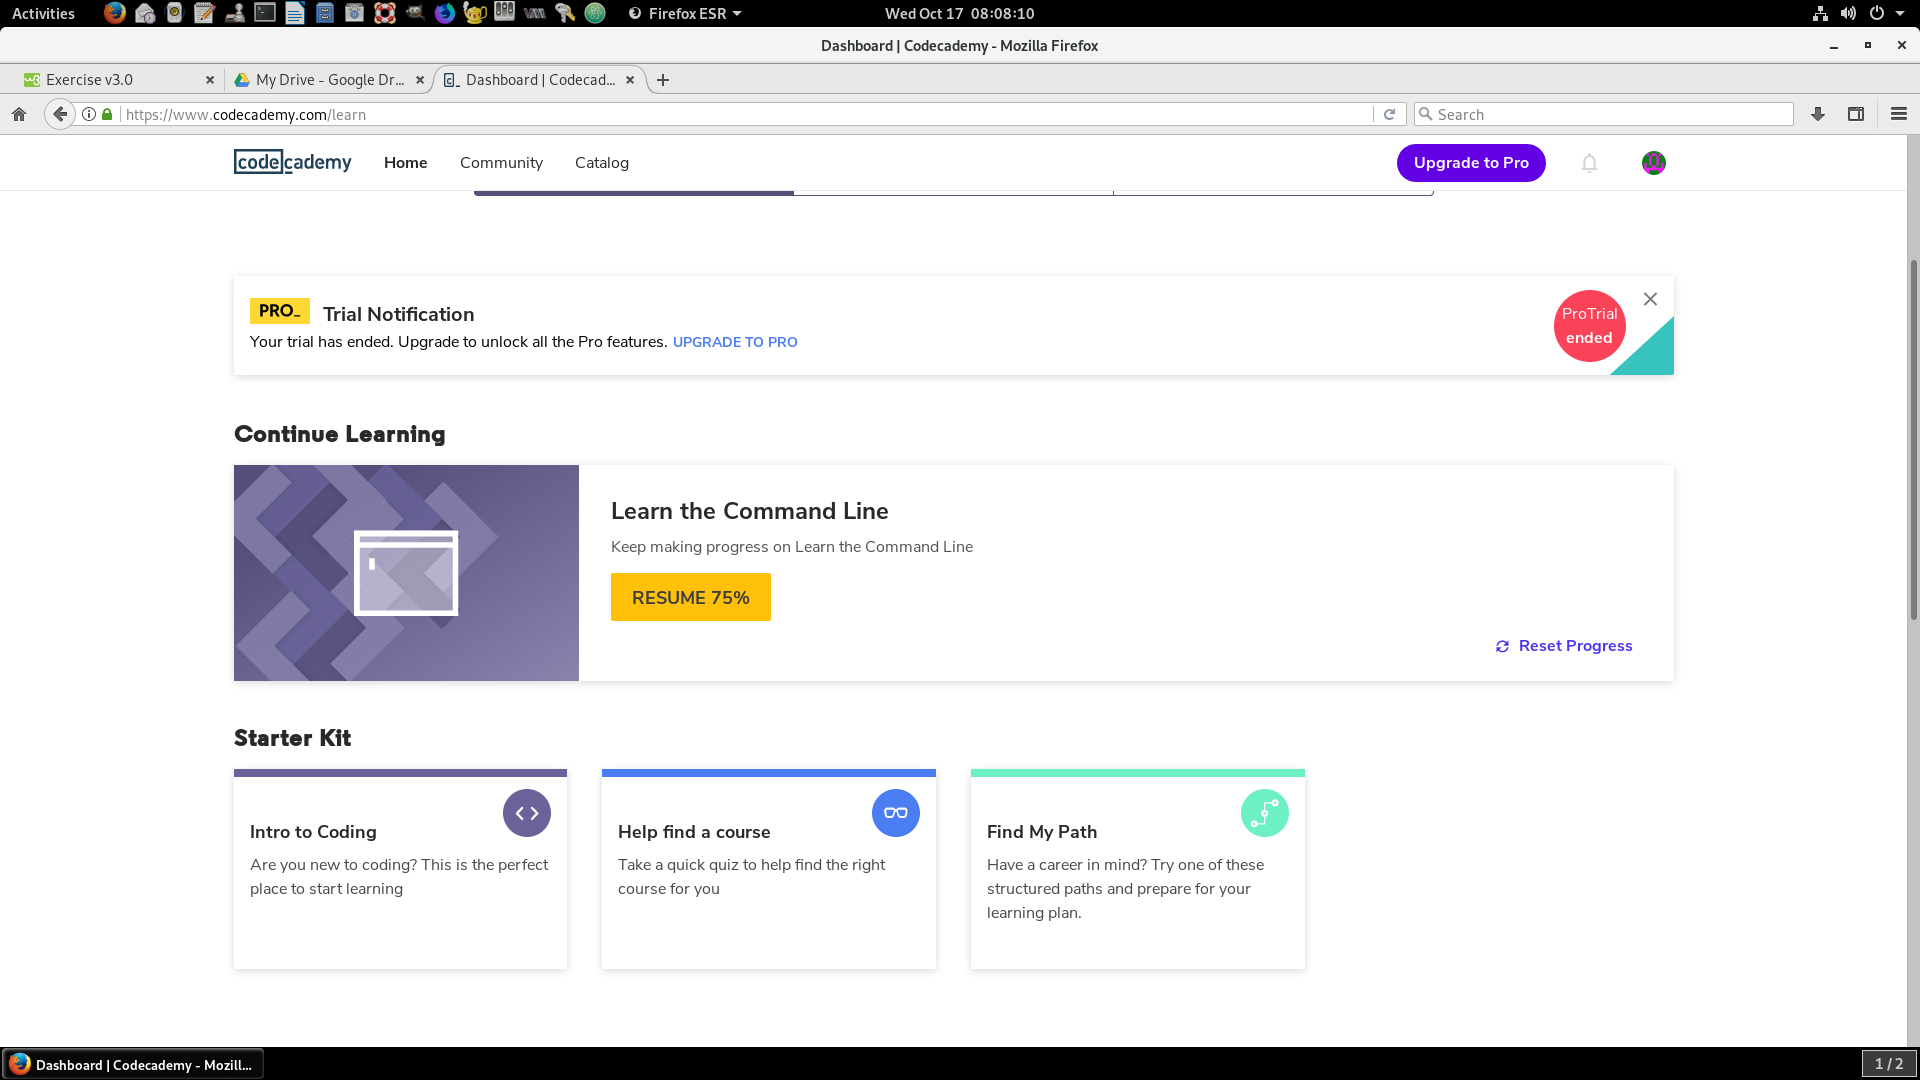 Activities
Firefox ESR
Wed Oct 17 08:08:10
Dashboard | Codecademy - Mozilla Firefox
Exercise v3.0
My Drive - Google Dr...
Dashboard | Codecad...
https://www.codecademy.com/learn
Search
codecademy
Home
Community
Catalog
Upgrade to Pro
PRO_
Trial Notification
Your trial has ended. Upgrade to unlock all the Pro features. UPGRADE TO PRO
ProTrial
ended
Continue Learning
Learn the Command Line
Keep making progress on Learn the Command Line
RESUME 75%
Reset Progress
Starter Kit
Intro to Coding
Are you new to coding? This is the perfect
place to start learning
Help find a course
Take a quick quiz to help find the right
course for you
Find My Path
Have a career in mind? Try one of these
structured paths and prepare for your
learning plan.
Dashboard | Codecademy - Mozill...
1 / 2